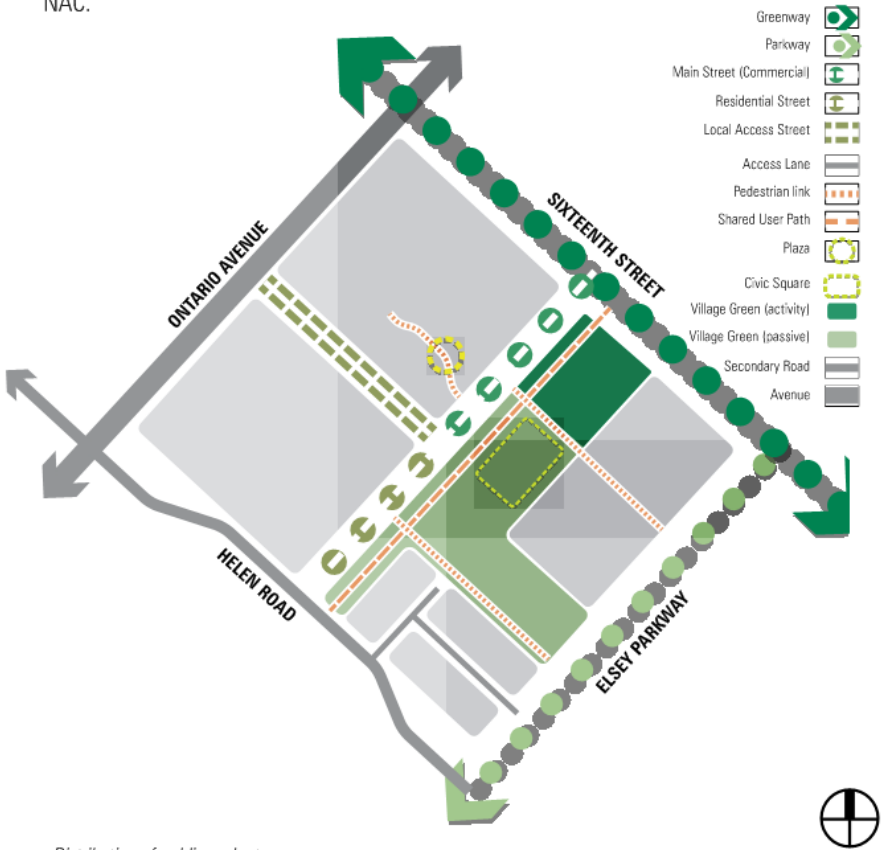 NAC.
Greenway
Parkway
Main Street (Commercial)
Residential Street
Local Access Street
Access Lane
Pedestrian link
Shared User Path
Plaza
Civic Square
Village Green (activity)
Village Green (passive)
Secondary Road
Avenue
SIXTEENTH STREET
ONTARIO AVENUE
HELEN ROAD
ELSEY PARKWAY